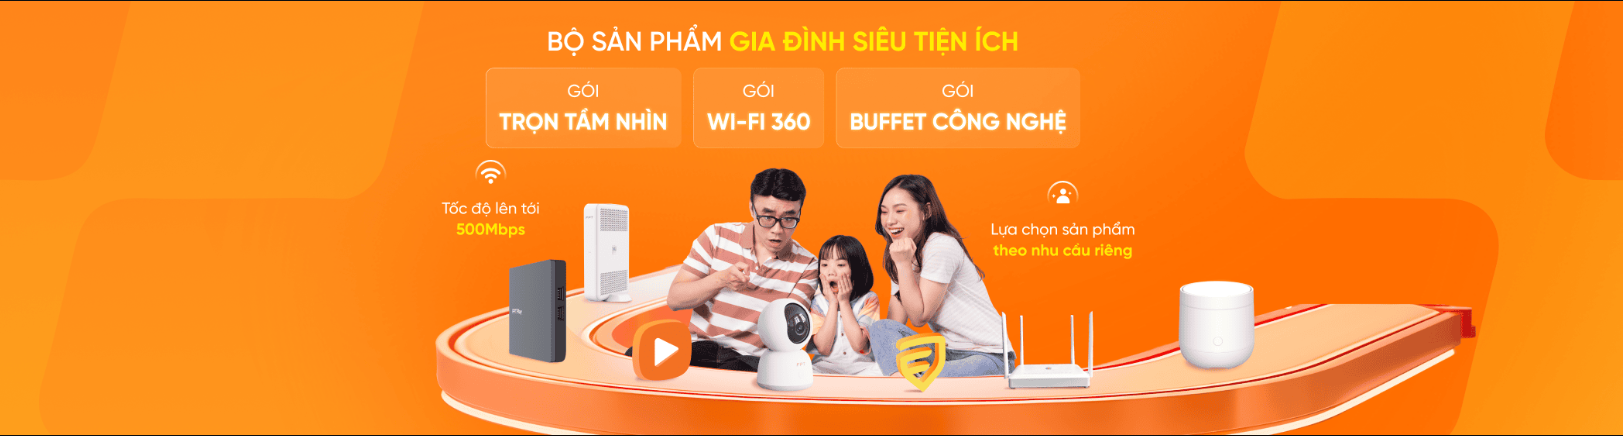 BỘ SẢN PHẨM GIA ĐÌNH SIÊU TIỆN ÍCH
GÓI
TRỌN TẦM NHÌN
GÓI
WI-FI 360
GÓI
BUFFET CÔNG NGHỆ
Tốc độ lên tới
500Mbps
Lựa chọn sản phẩm
theo nhu cáu riêng